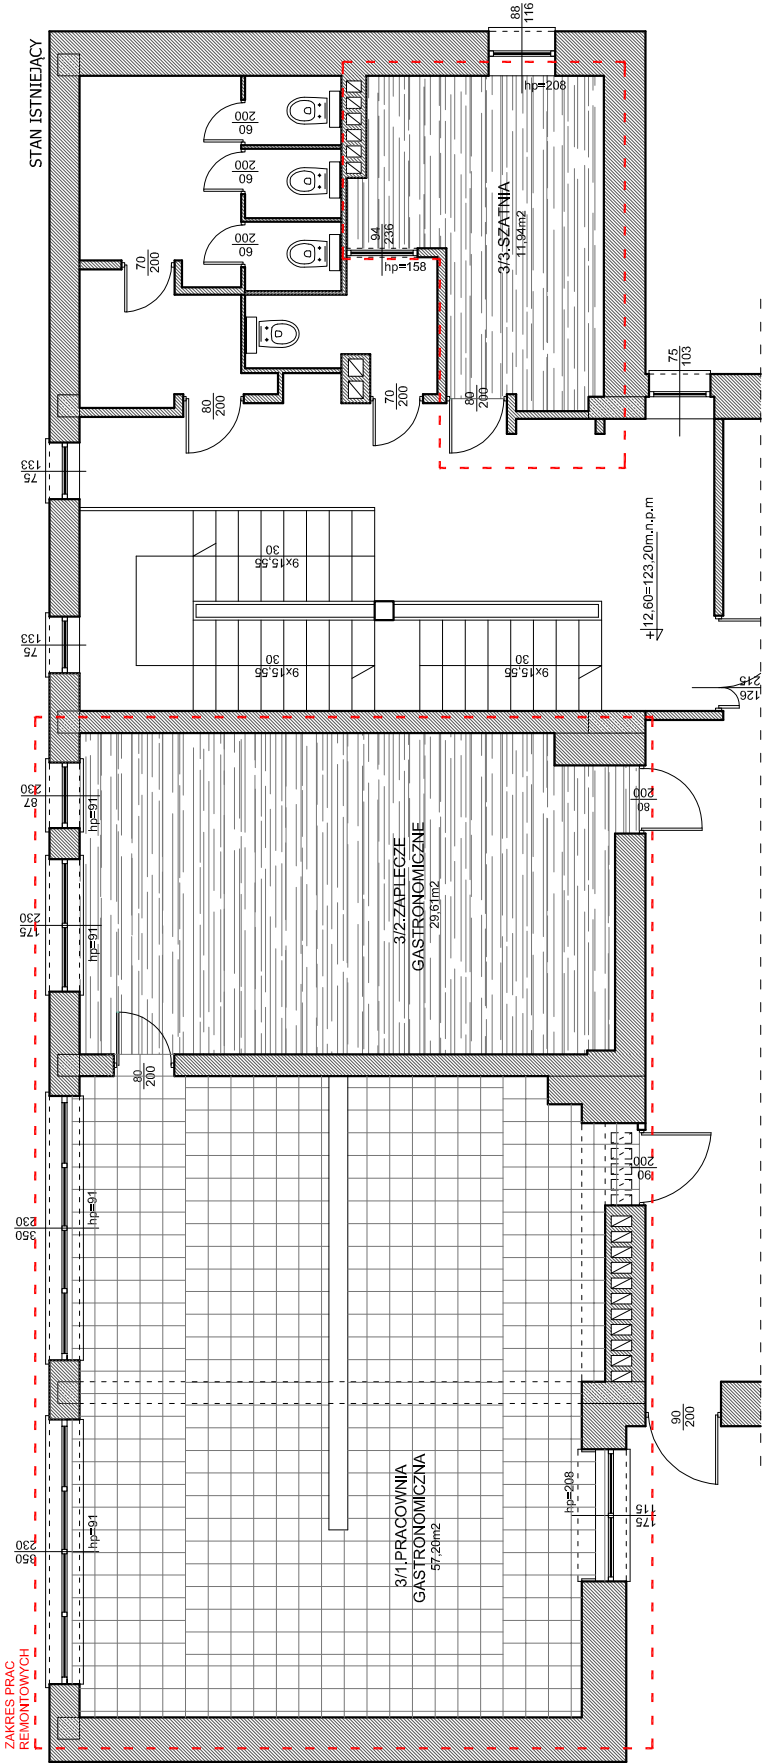 STAN ISTNIEJĄCY
88
116
hp=208
200
60
200
60
200
60
94
236
hp=158
3/3.SZATNIA
11,94m2
70
200
80
200
70
200
80
200
75
103
133
75
9x15,55
30
+12,60=123,20m.n.p.m
133
75
9x15,55
30
9x15,55
30
215
126
230
87
hp=91
200
80
230
175
hp=91
3/2.ZAPLECZE
GASTRONOMICZNE
29,61m2
80
200
200
90
230
350
hp=91
90
200
230
650
hp=91
3/1.PRACOWNIA
GASTRONOMICZNA
57,20m2
hp=208
115
175
ZAKRES PRAC
REMONTOWYCH